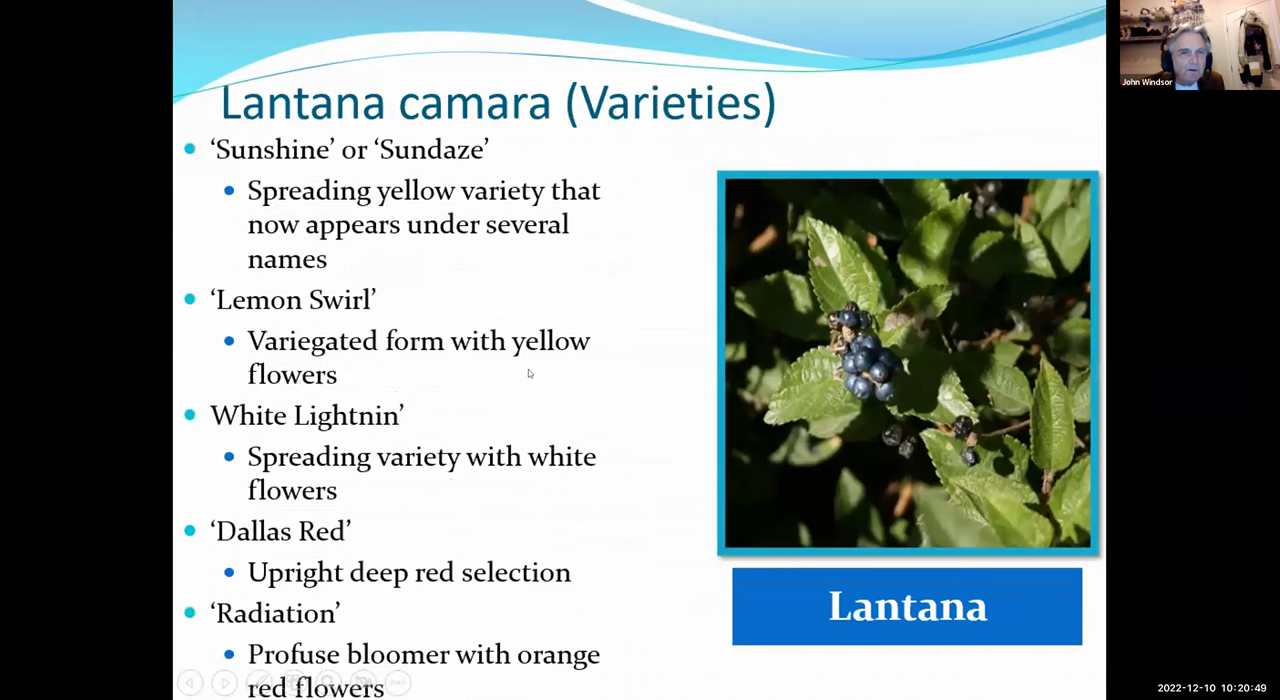 Lantana camara (Varieties)
‘Sunshine’ or ‘Sundaze’
Spreading yellow variety that
now appears under several
names
‘Lemon Swirl’
Variegated form with yellow
flowers
White Lightnin’
Spreading variety with white
flowers
‘Dallas Red’
Upright deep red selection
‘Radiation’
Profuse bloomer with orange
red flowers
Lantana
John Windsor
2022-12-10 10:20:49